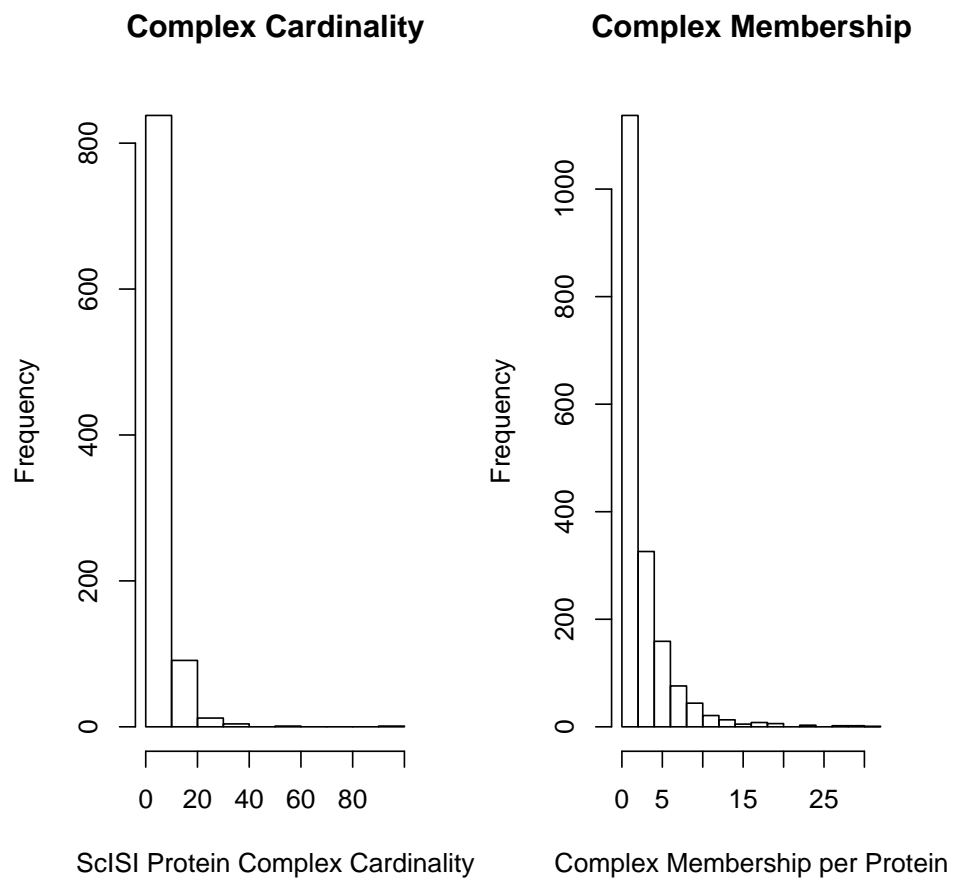 Complex Cardinality
Frequency
0
200
400
600
800
0 20 40 60 80
ScISI Protein Complex Cardinality
Complex Membership
Frequency
0
200
400
600
800
1000
0 5 15 25
Complex Membership per Protein